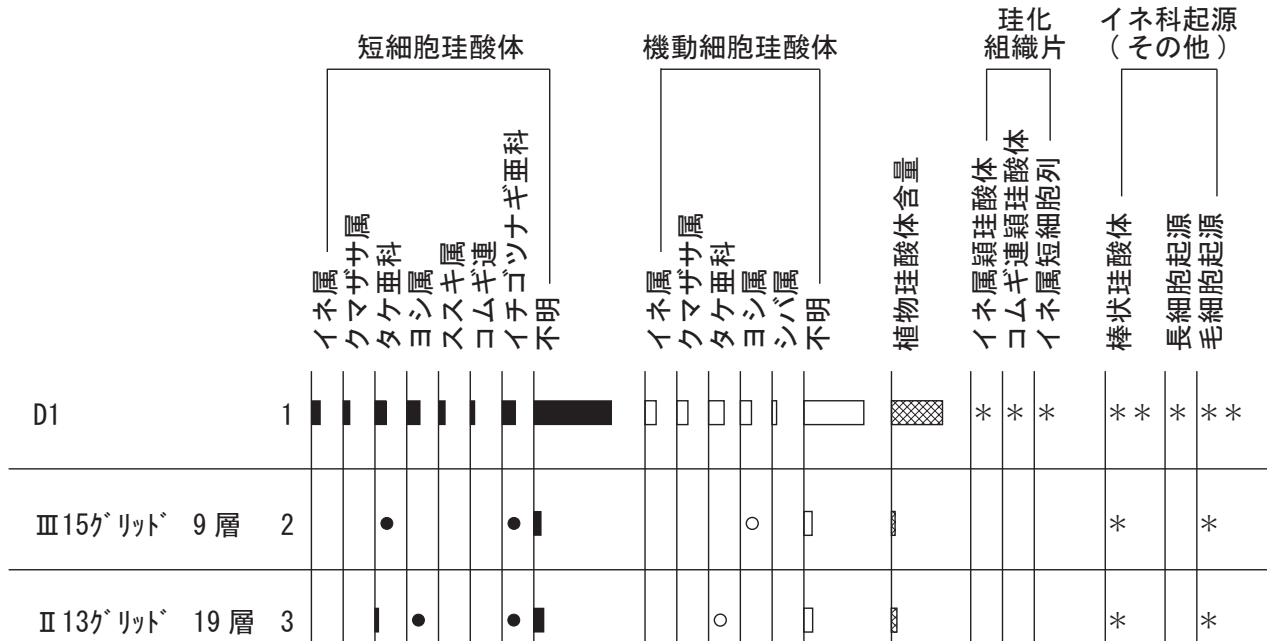 短細胞珪酸体
機動細胞珪酸体
珪化
組織片
イネ科起源
(その他)
イネ属
クマザサ属
タケ亜科
ヨシ属
ススキ属
コムギ連
イチゴツナギ亜科
不明
イネ属
クマザサ属
タケ亜科
ヨシ属
シバ属
不明
植物珪酸体含量
イネ属穎珪酸体
コムギ連穎珪酸体
イネ属短細胞列
棒状珪酸体
長細胞起源
毛細胞起源
D1 1 * * * ** * **
Ⅲ15グリッド 9層 2 * *
Ⅱ13グリッド 19層 3 * *